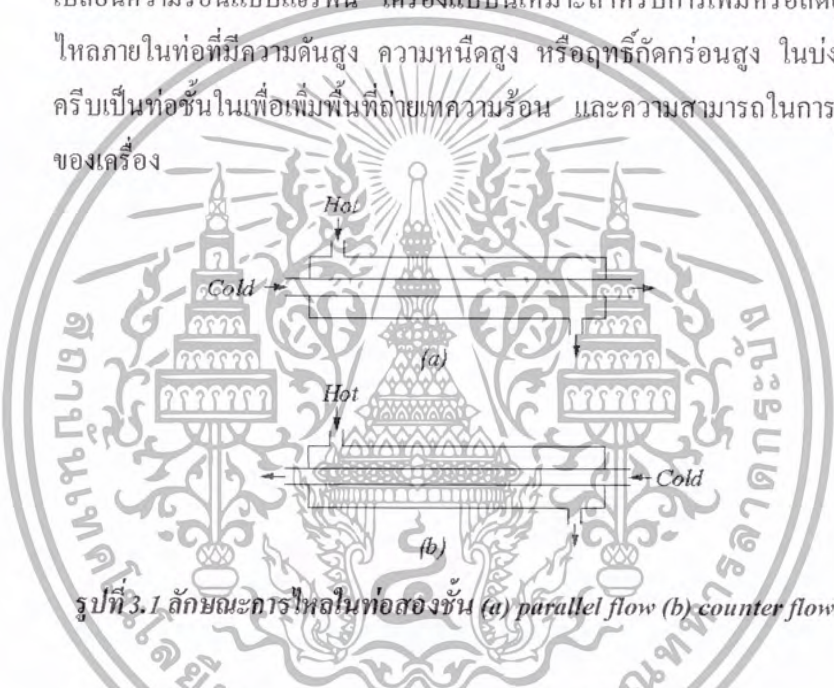 ไหลภายในท่อที่มีความดันสูง ความหนืดสูง หรือฤทธิ์กัดกร่อนสูง ในบ่ง
ครีบเป็นท่อชั้นในเพื่อเพิ่มพื้นที่ถ่ายเทความร้อน และความสามารถในการ
ของเครื่อง
Hot
Cold
(a)
Hot
Cold
(b)
รูปที่ 3.1 ลักษณะการไหลในท่อสองชั้น (a) parallel flow (b) counter flow